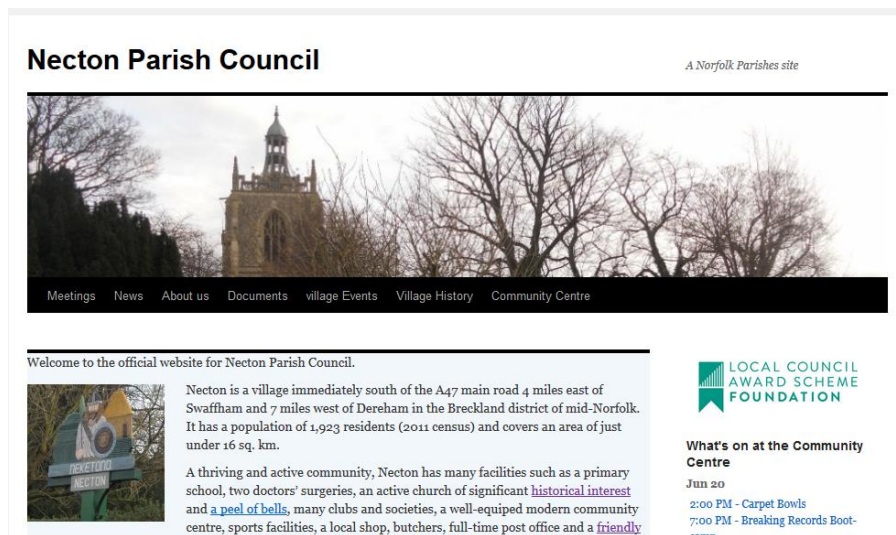 Necton Parish Council
A Norfolk Parishes site
Meetings News About us Documents village Events Village History Community Centre
Welcome to the official website for Necton Parish Council.
NEKETUNA
NECTON
Necton is a village immediately south of the A47 main road 4 miles east of
Swaffham and 7 miles west of Dereham in the Breckland district of mid-Norfolk.
It has a population of 1,923 residents (2011 census) and covers an area of just
under 16 sq. km.
A thriving and active community, Necton has many facilities such as a primary
school, two doctors' surgeries, an active church of significant historical interest
and a peel of bells, many clubs and societies, a well-equiped modern community
centre, sports facilities, a local shop, butchers, full-time post office and a friendly
LOCAL COUNCIL
AWARD SCHEME
FOUNDATION
What's on at the Community
Centre
Jun 20
2:00 PM - Carpet Bowls
7:00 PM - Breaking Records Boot-